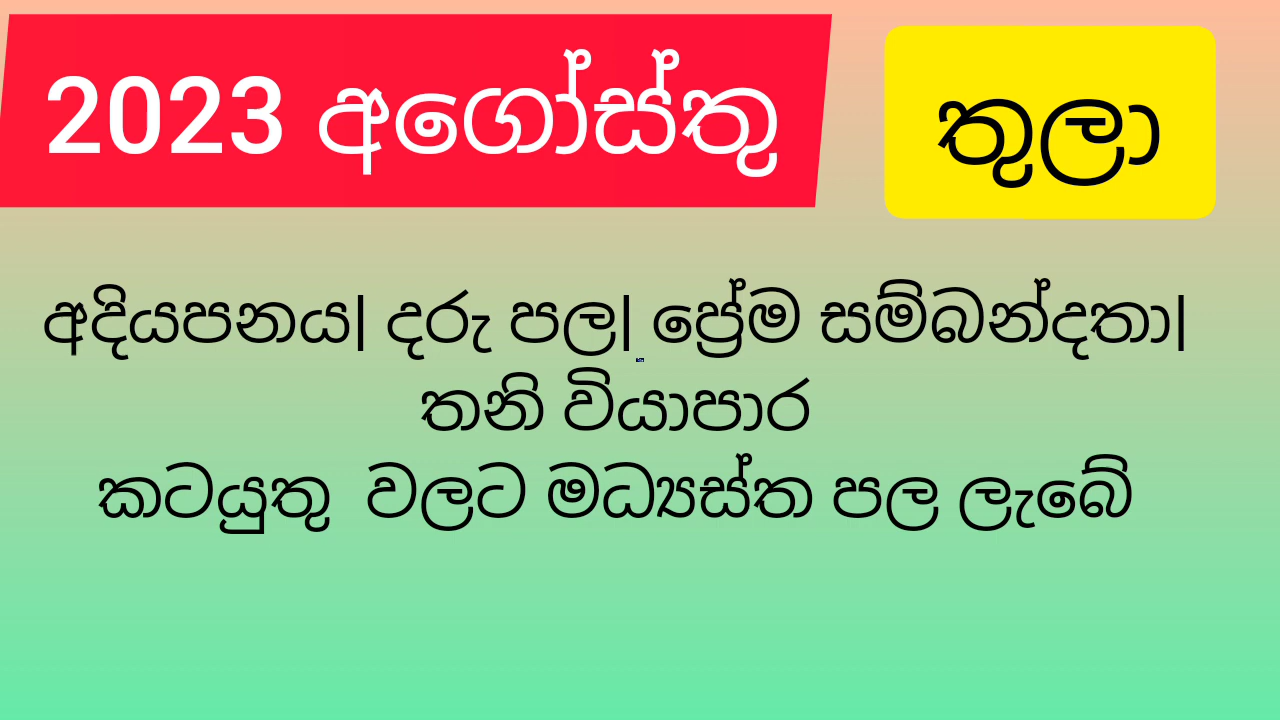 2023 අගෝස්තු
තුලා
අදියපනය| දරු පල| ප්‍රේම සම්බන්දතා|
තනි වියාපාර
කටයුතු වලට මධ්‍යස්ත පල ලැබේ